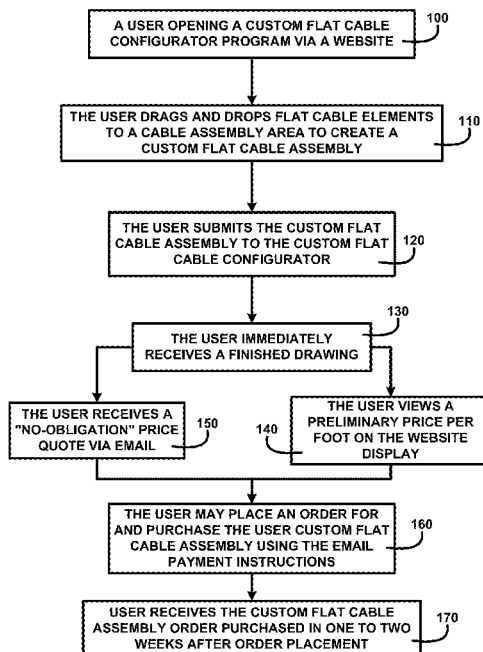 A USER OPENING A CUSTOM FLAT CABLE
CONFIGURATOR PROGRAM VIA A WEBSITE
100
THE USER DRAGS AND DROPS FLAT CABLE ELEMENTS
TO A CABLE ASSEMBLY AREA TO CREATE A
CUSTOM FLAT CABLE ASSEMBLY
110
THE USER SUBMITS THE CUSTOM FLAT
CABLE ASSEMBLY TO THE CUSTOM FLAT
CABLE CONFIGURATOR
120
130
THE USER IMMEDIATELY
RECEIVES A FINISHED DRAWING
THE USER RECEIVES A
"NO-OBLIGATION" PRICE
QUOTE VIA EMAIL
150
THE USER VIEWS A
PRELIMINARY PRICE PER
FOOT ON THE WEBSITE
DISPLAY
140
THE USER MAY PLACE AN ORDER FOR
AND PURCHASE THE USER CUSTOM FLAT
CABLE ASSEMBLY USING THE EMAIL
PAYMENT INSTRUCTIONS
160
USER RECEIVES THE CUSTOM FLAT CABLE
ASSEMBLY ORDER PURCHASED IN ONE TO TWO
WEEKS AFTER ORDER PLACEMENT
170